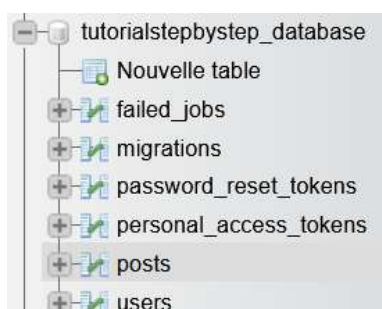 tutorialstepbystep_database
Nouvelle table
failed_jobs
migrations
password_reset_tokens
personal_access_tokens
posts
users